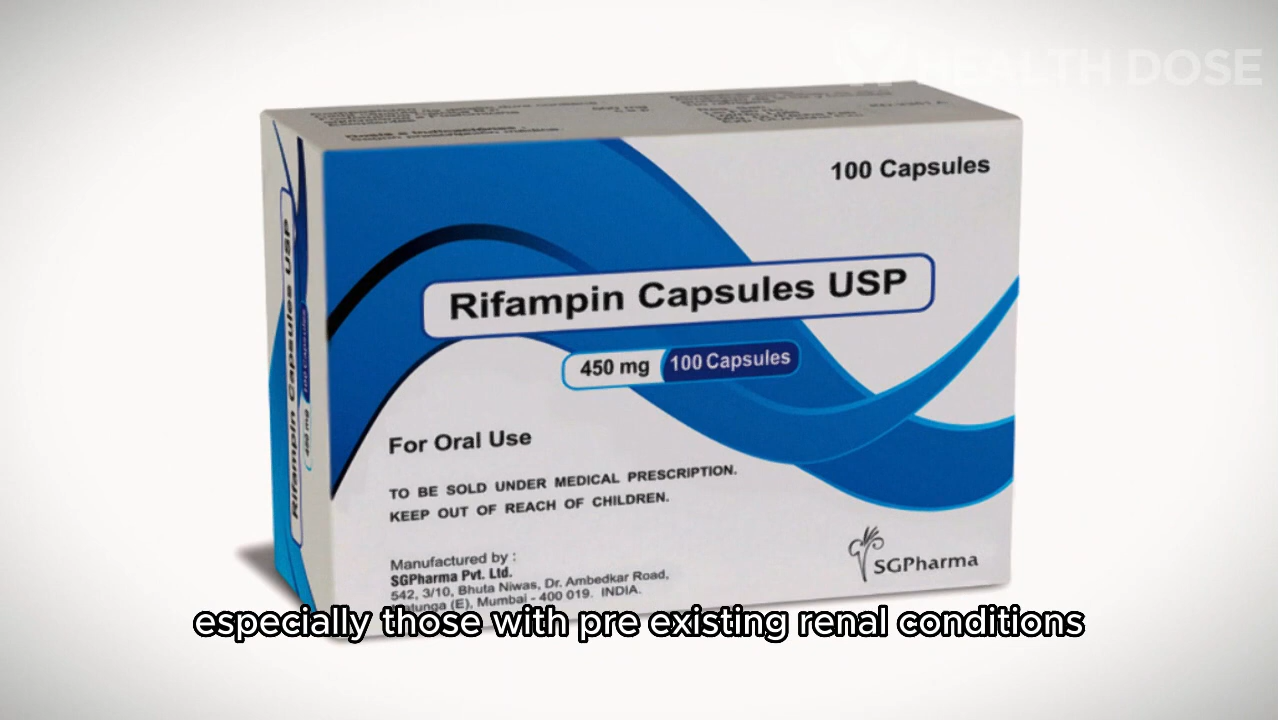 HEALTH DOSE
100 Capsules
Rifampin Capsules USP
450 mg 100 Capsules
For Oral Use
TO BE SOLD UNDER MEDICAL PRESCRIPTION.
KEEP OUT OF REACH OF CHILDREN.
Manufactured by :
SGPharma Pvt. Ltd.
542, 3/10, Bhuta Niwas, Dr. Ambedkar Road,
(E), Mumbai - 400 019. INDIA.
SGPharma
Rifampin Capsules USP
450 mg 100 Capsules
especially those with pre existing renal conditions